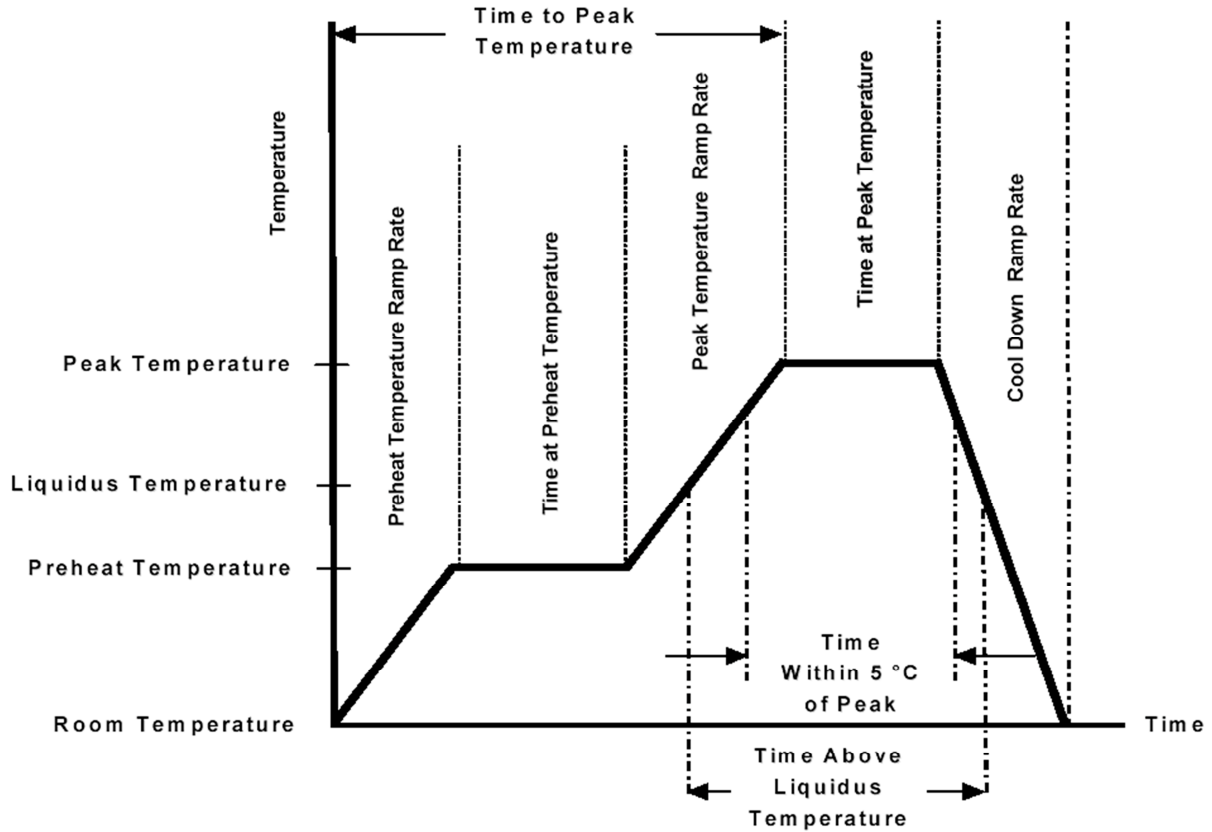 Time to Peak
Temperature
Temperature
Preheat Temperature Ramp Rate
Time at Preheat Temperature
Peak Temperature Ramp Rate
Time at Peak Temperature
Cool Down Ramp Rate
Peak Temperature
Liquidus Temperature
Preheat Temperature
Room Temperature
Time
Within 5 °C
of Peak
Time
Time Above
Liquidus
Temperature